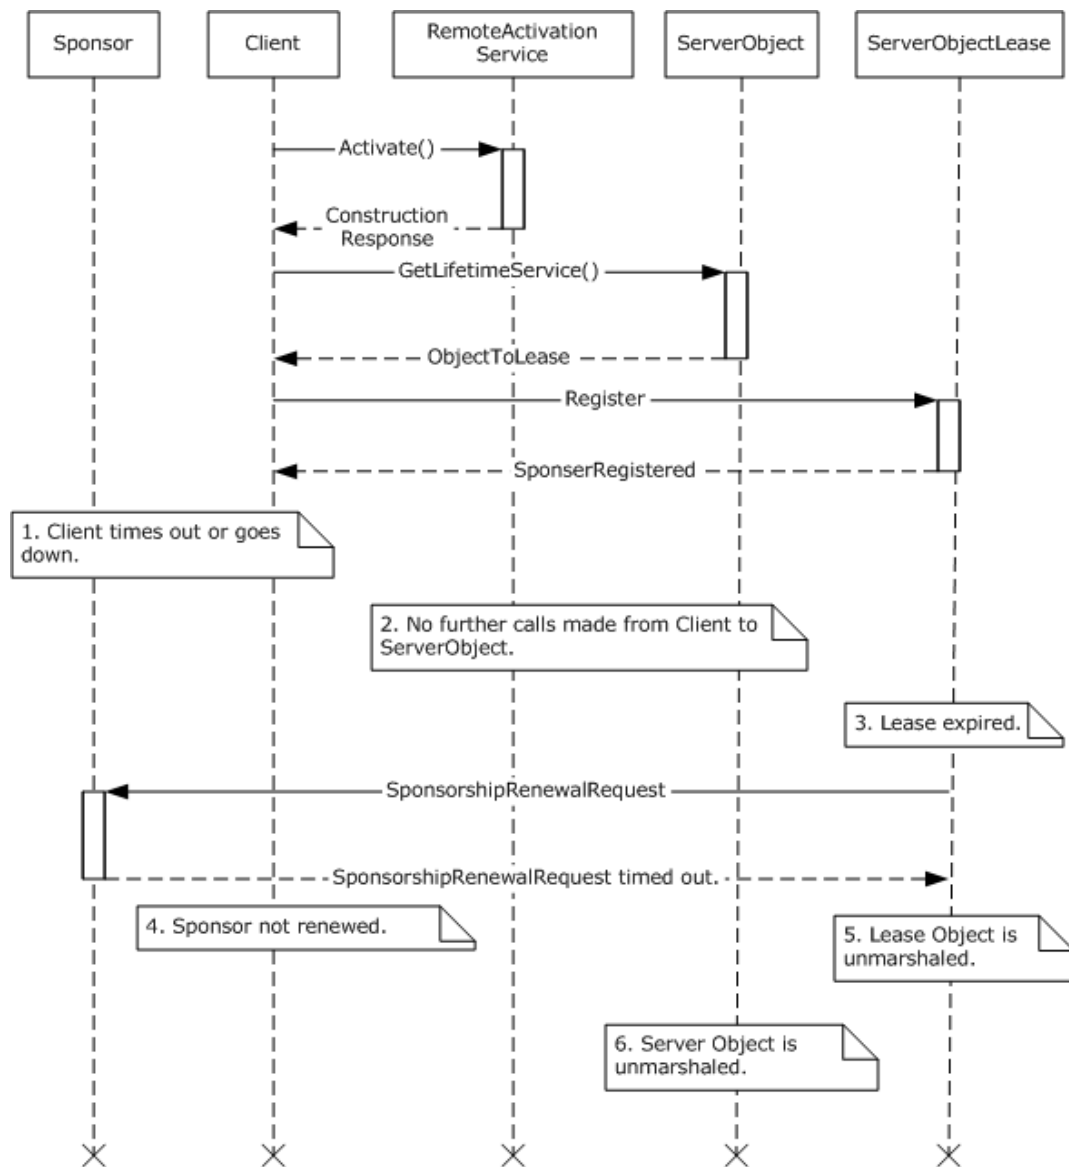 Sponsor
Client
RemoteActivation
Service
ServerObject
ServerObjectLease
Activate()
Construction
Response
GetLifetimeService()
ObjectToLease
Register
SponserRegistered
1. Client times out or goes
down.
2. No further calls made from Client to
ServerObject.
3. Lease expired.
SponsorshipRenewalRequest
SponsorshipRenewalRequest timed out.
4. Sponsor not renewed.
5. Lease Object is
unmarshaled.
6. Server Object is
unmarshaled.